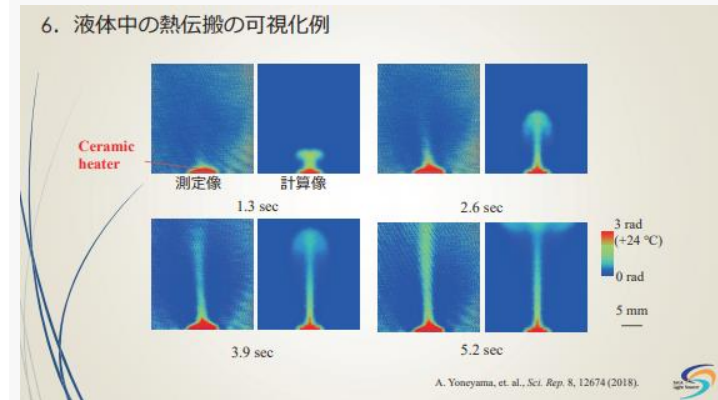 6．液体中の熱伝搬の可視化例
Ceramic
heater
測定像
計算像
1.3 sec
2.6 sec
3.9 sec
5.2 sec
3 rad
(+24 ℃)
0 rad
5 mm
A. Yoneyama, et. al., Sci. Rep. 8, 12674 (2018).